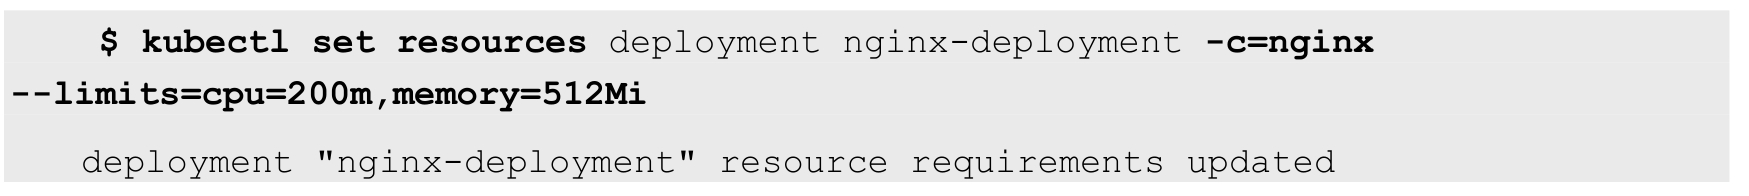 $ kubectl set resources deployment nginx-deployment -c=nginx
--limits=cpu=200m,memory=512Mi
deployment "nginx-deployment" resource requirements updated